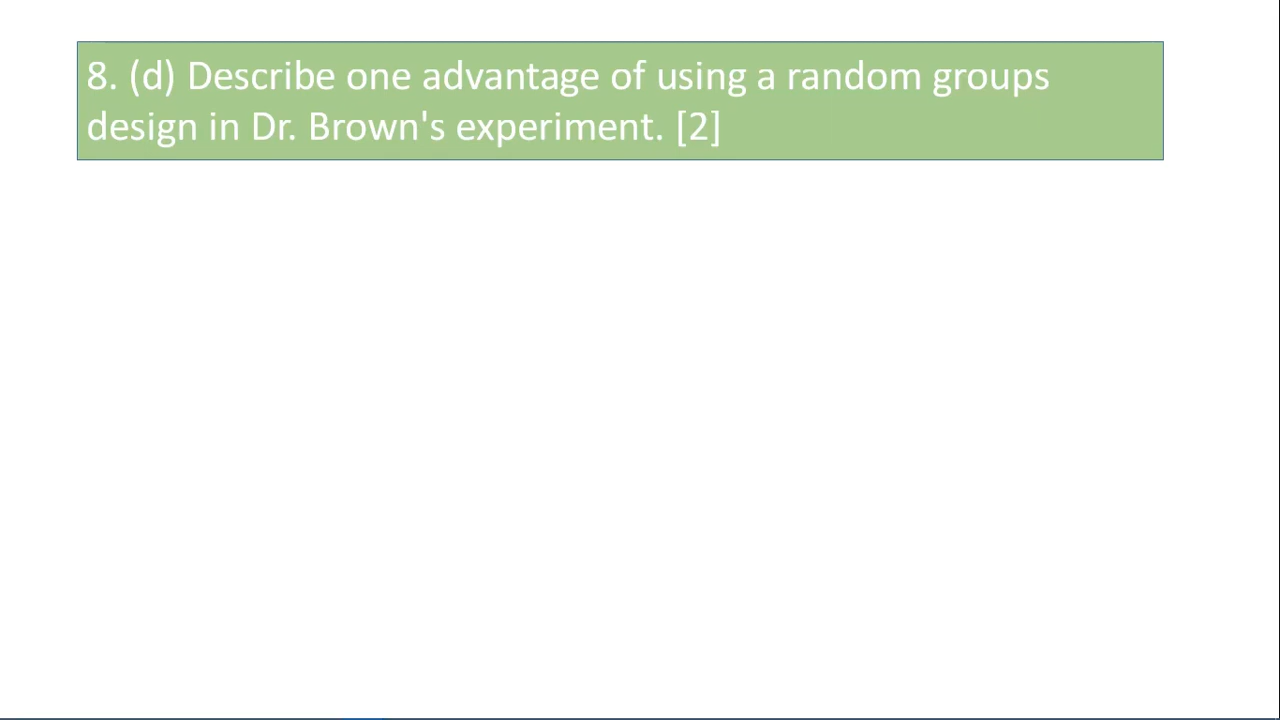 8. (d) Describe one advantage of using a random groups
design in Dr. Brown's experiment. [2]